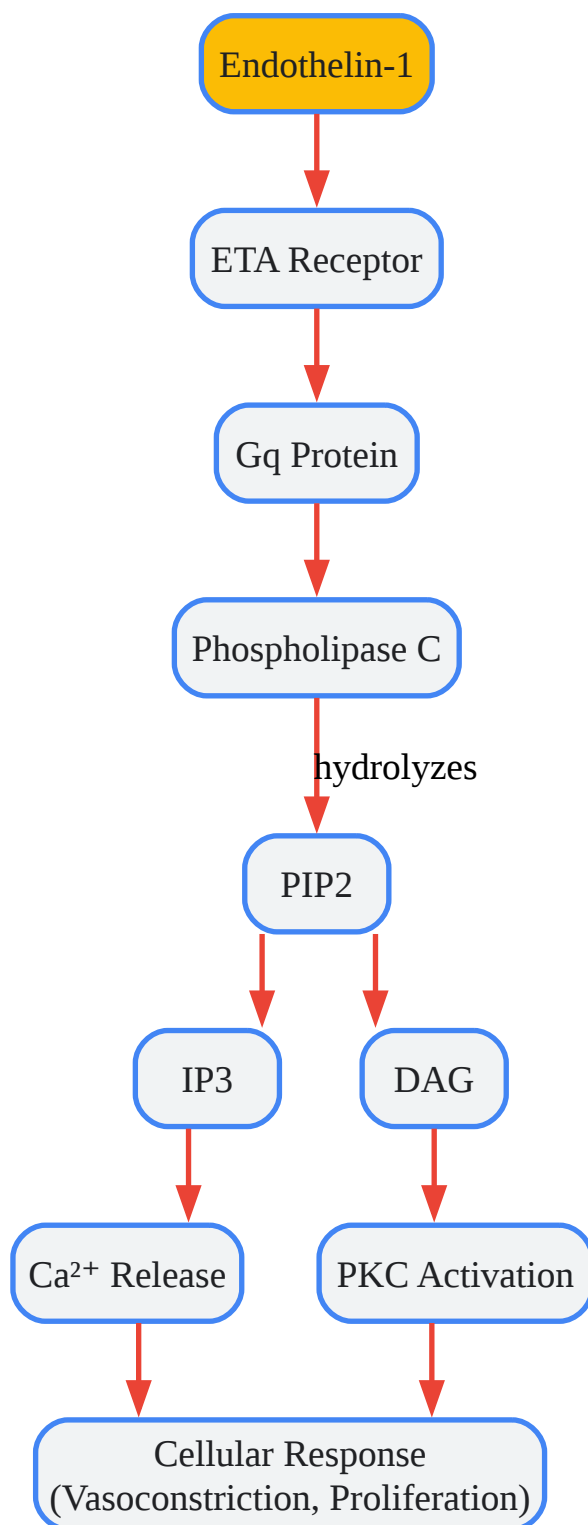 Endothelin-1
ETA Receptor
Gq Protein
Phospholipase C
hydrolyzes
PIP2
IP3
DAG
Ca²⁺ Release
PKC Activation
Cellular Response
(Vasoconstriction, Proliferation)